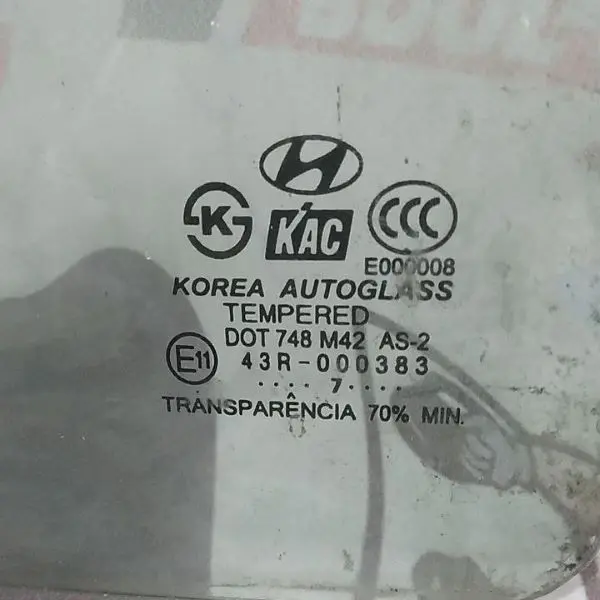 K
KAC
CCC
E000008
KOREA AUTOGLASS
TEMPERED
DOT 748 M42 AS-2
E11
43R-000383
···· 7 ····
TRANSPARÊNCIA 70% MIN.